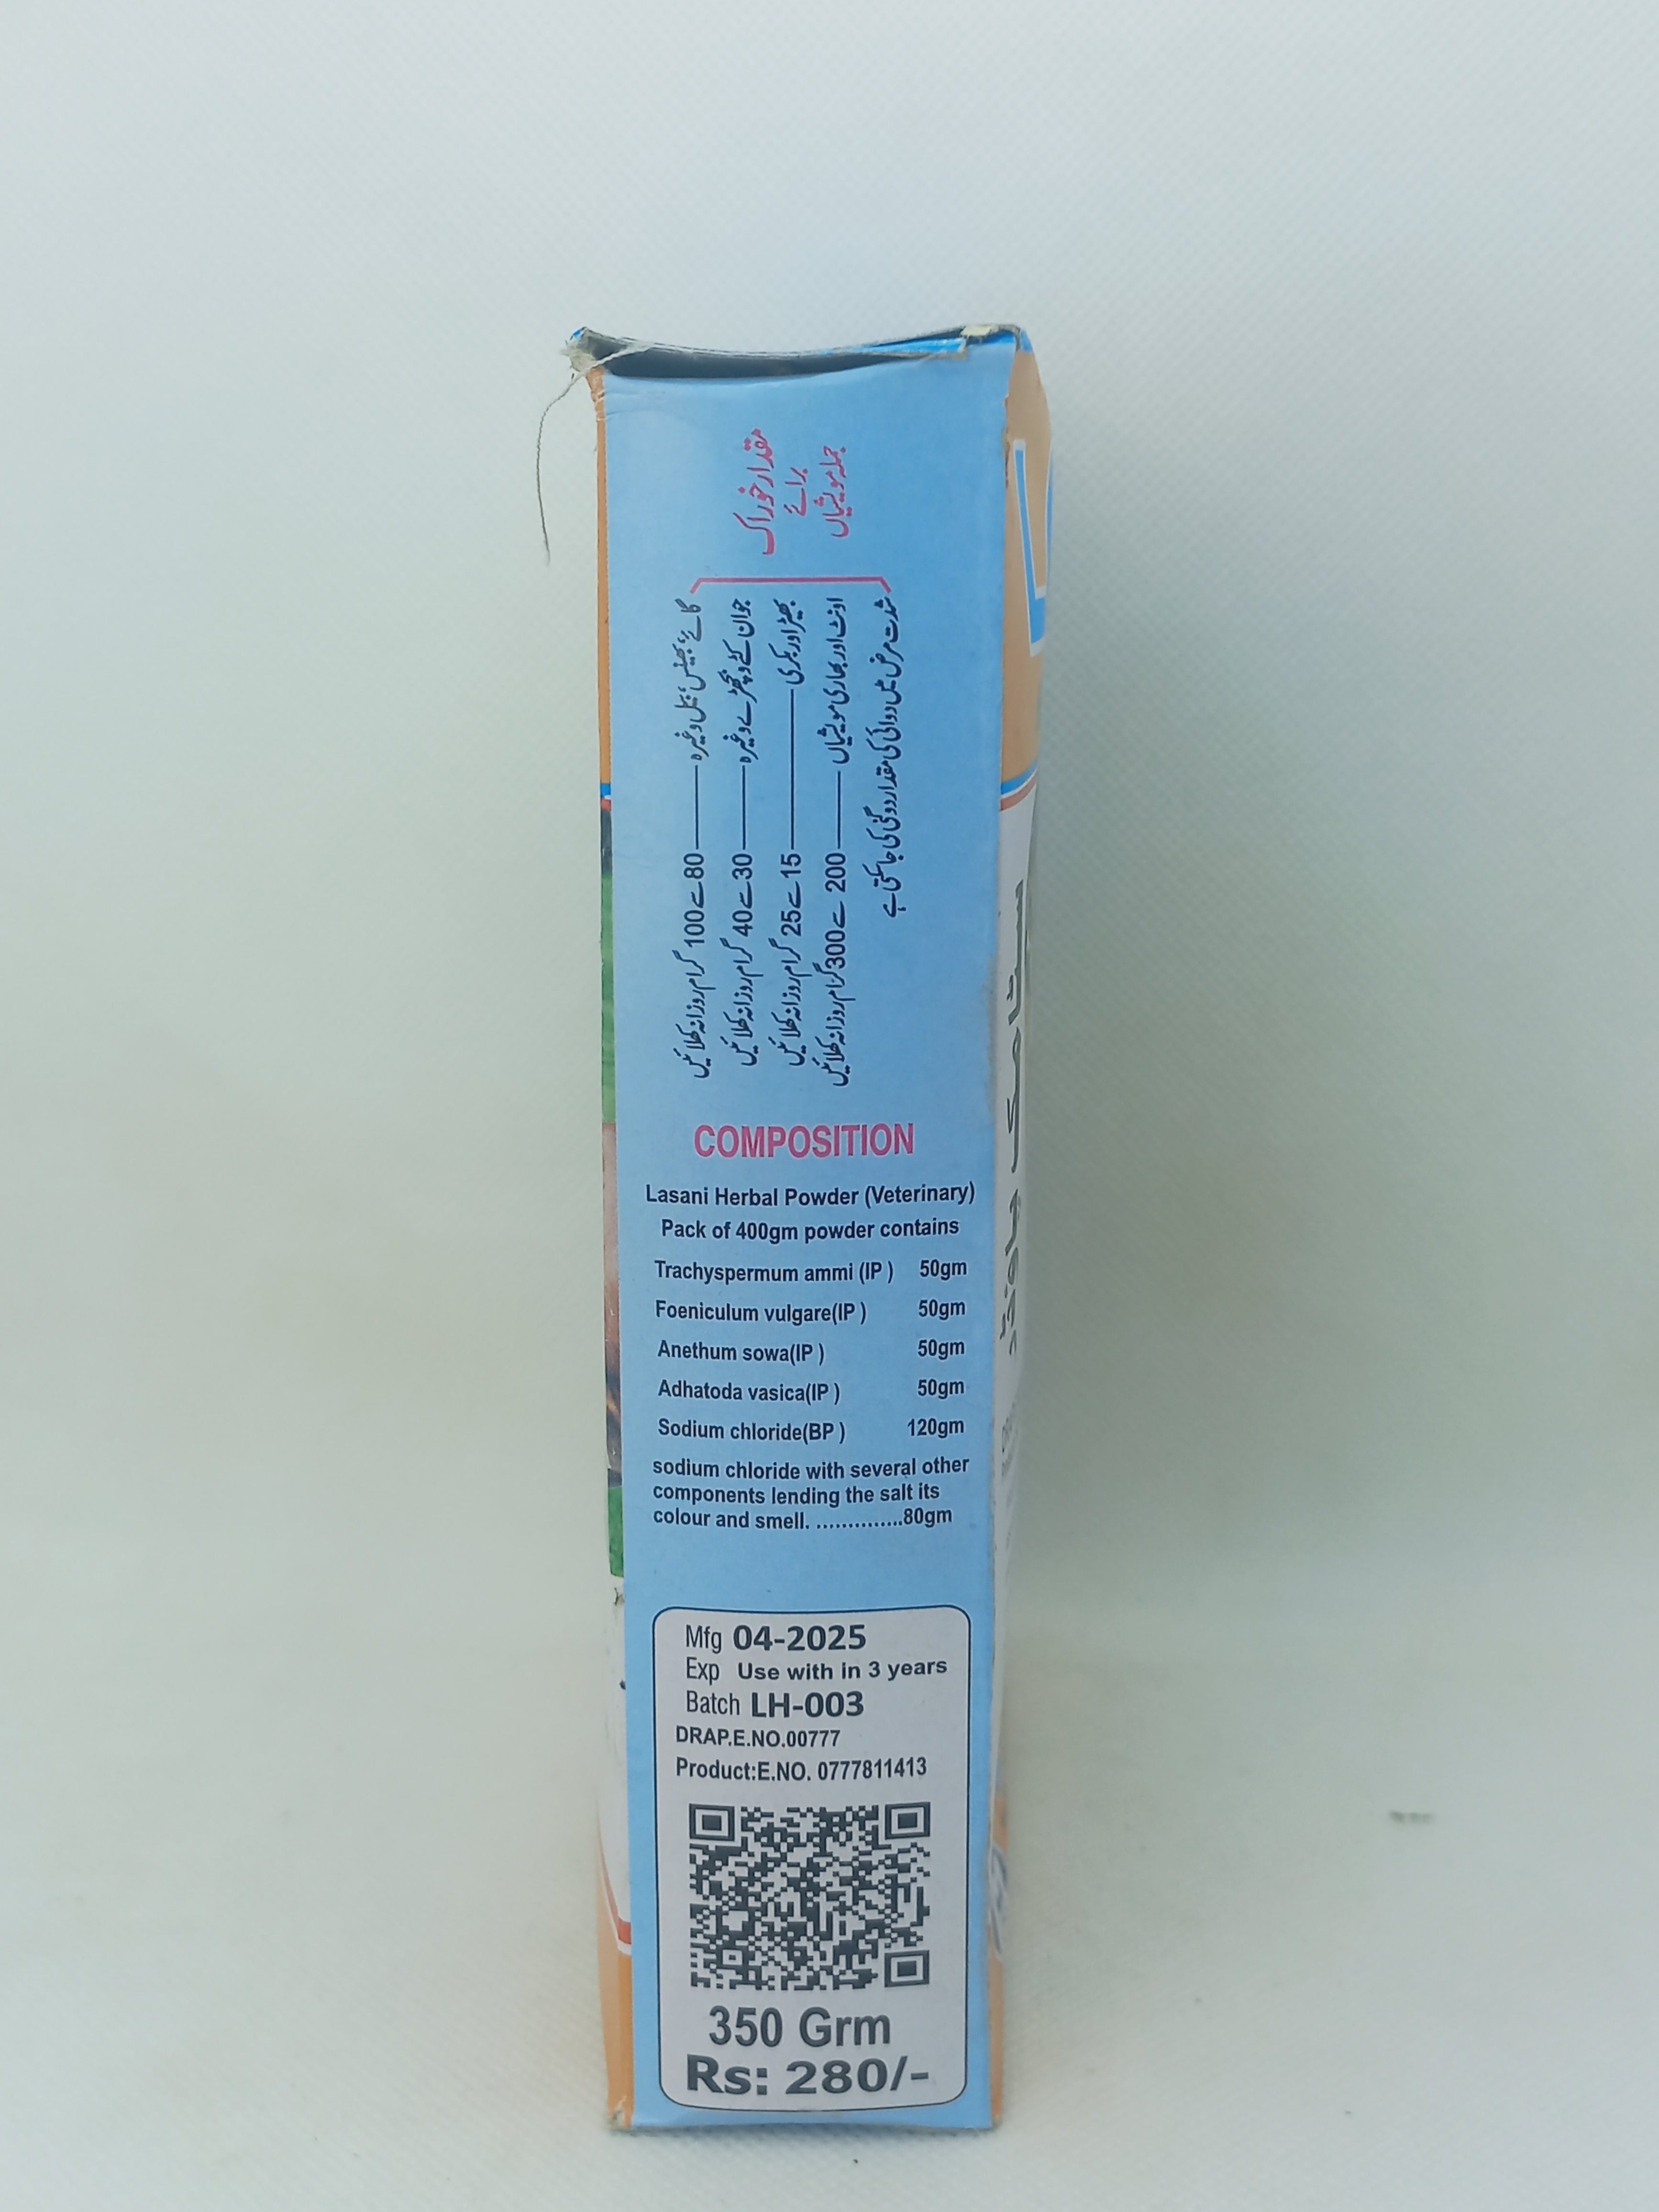 مقدار خوراک
برائے
جملہ مویشیاں
گائے، بھینس، بیل وغیرہ ——— 80 سے 100 گرام روزانہ کھلائیں
جوان کٹے و بچھڑے وغیرہ ——— 30 سے 40 گرام روزانہ کھلائیں
بھیڑ اور بکری ——— 15 سے 25 گرام روزانہ کھلائیں
اونٹ اور بھاری مویشیاں ——— 200 سے 300 گرام روزانہ کھلائیں
شدت مرض میں دوائی کی مقدار دوگنی کی جا سکتی ہے
COMPOSITION
Lasani Herbal Powder (Veterinary)
Pack of 400gm powder contains
Trachyspermum ammi (IP ) 50gm
Foeniculum vulgare(IP ) 50gm
Anethum sowa(IP ) 50gm
Adhatoda vasica(IP ) 50gm
Sodium chloride(BP ) 120gm
sodium chloride with several other
components lending the salt its
colour and smell. ..............80gm
Mfg 04-2025
Exp Use with in 3 years
Batch LH-003
DRAP.E.NO.00777
Product:E.NO. 0777811413
350 Grm
Rs: 280/-
سٹامک پاؤنڈ